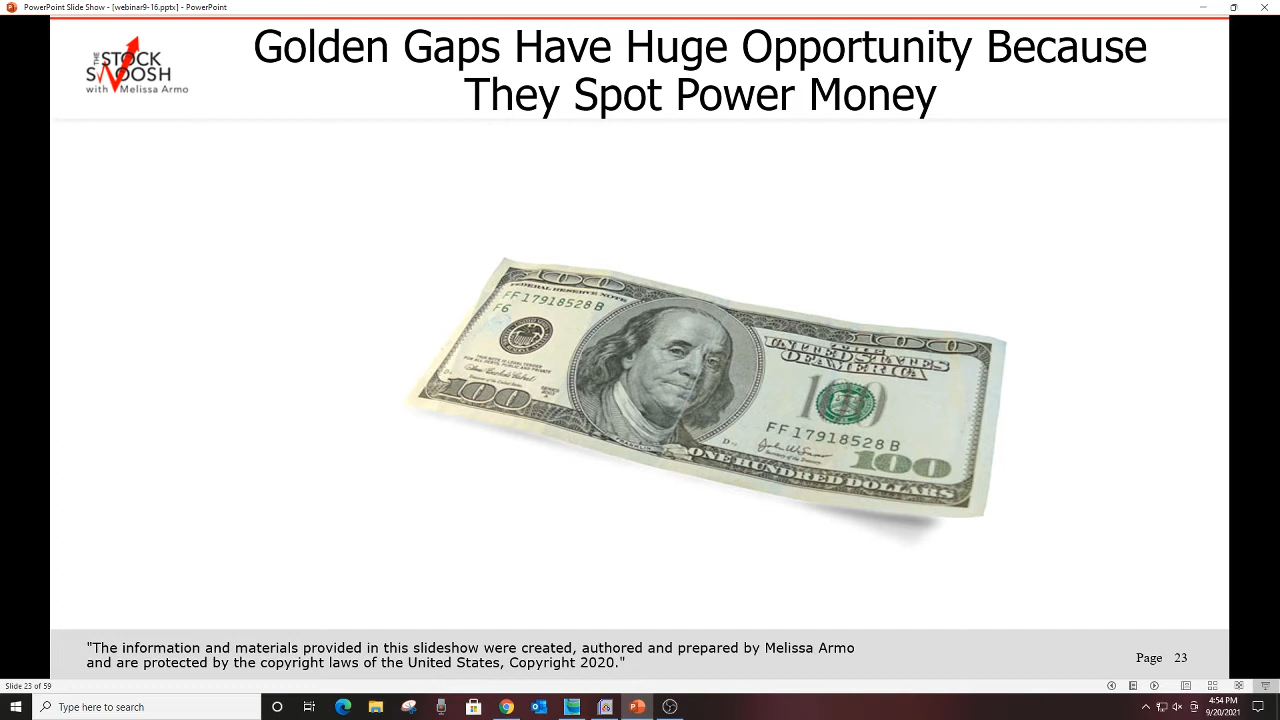 PowerPoint Slide Show - [webinar9-16.pptx] - PowerPoint
THE
STOCK
SWOOSH
with Melissa Armo
Golden Gaps Have Huge Opportunity Because
They Spot Power Money
100
100
FEDERAL RESERVE NOTE
FF 17918528 B
F6
THE UNITED STATES
OF AMERICA
100
FF 17918528 B
100
100
FRANKLIN
ONE HUNDRED DOLLARS
"The information and materials provided in this slideshow were created, authored and prepared by Melissa Armo
and are protected by the copyright laws of the United States, Copyright 2020."
Page 23
Slide 23 of 59
Type here to search
4:54 PM
9/20/2021